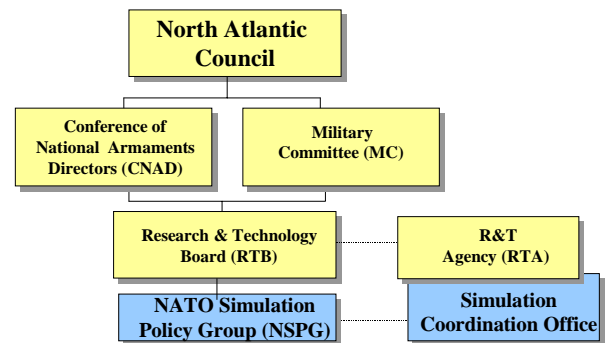 North Atlantic
Council
Conference of
National Armaments
Directors (CNAD)
Military
Committee (MC)
Research & Technology
Board (RTB)
R&T
Agency (RTA)
NATO Simulation
Policy Group (NSPG)
Simulation
Coordination Office